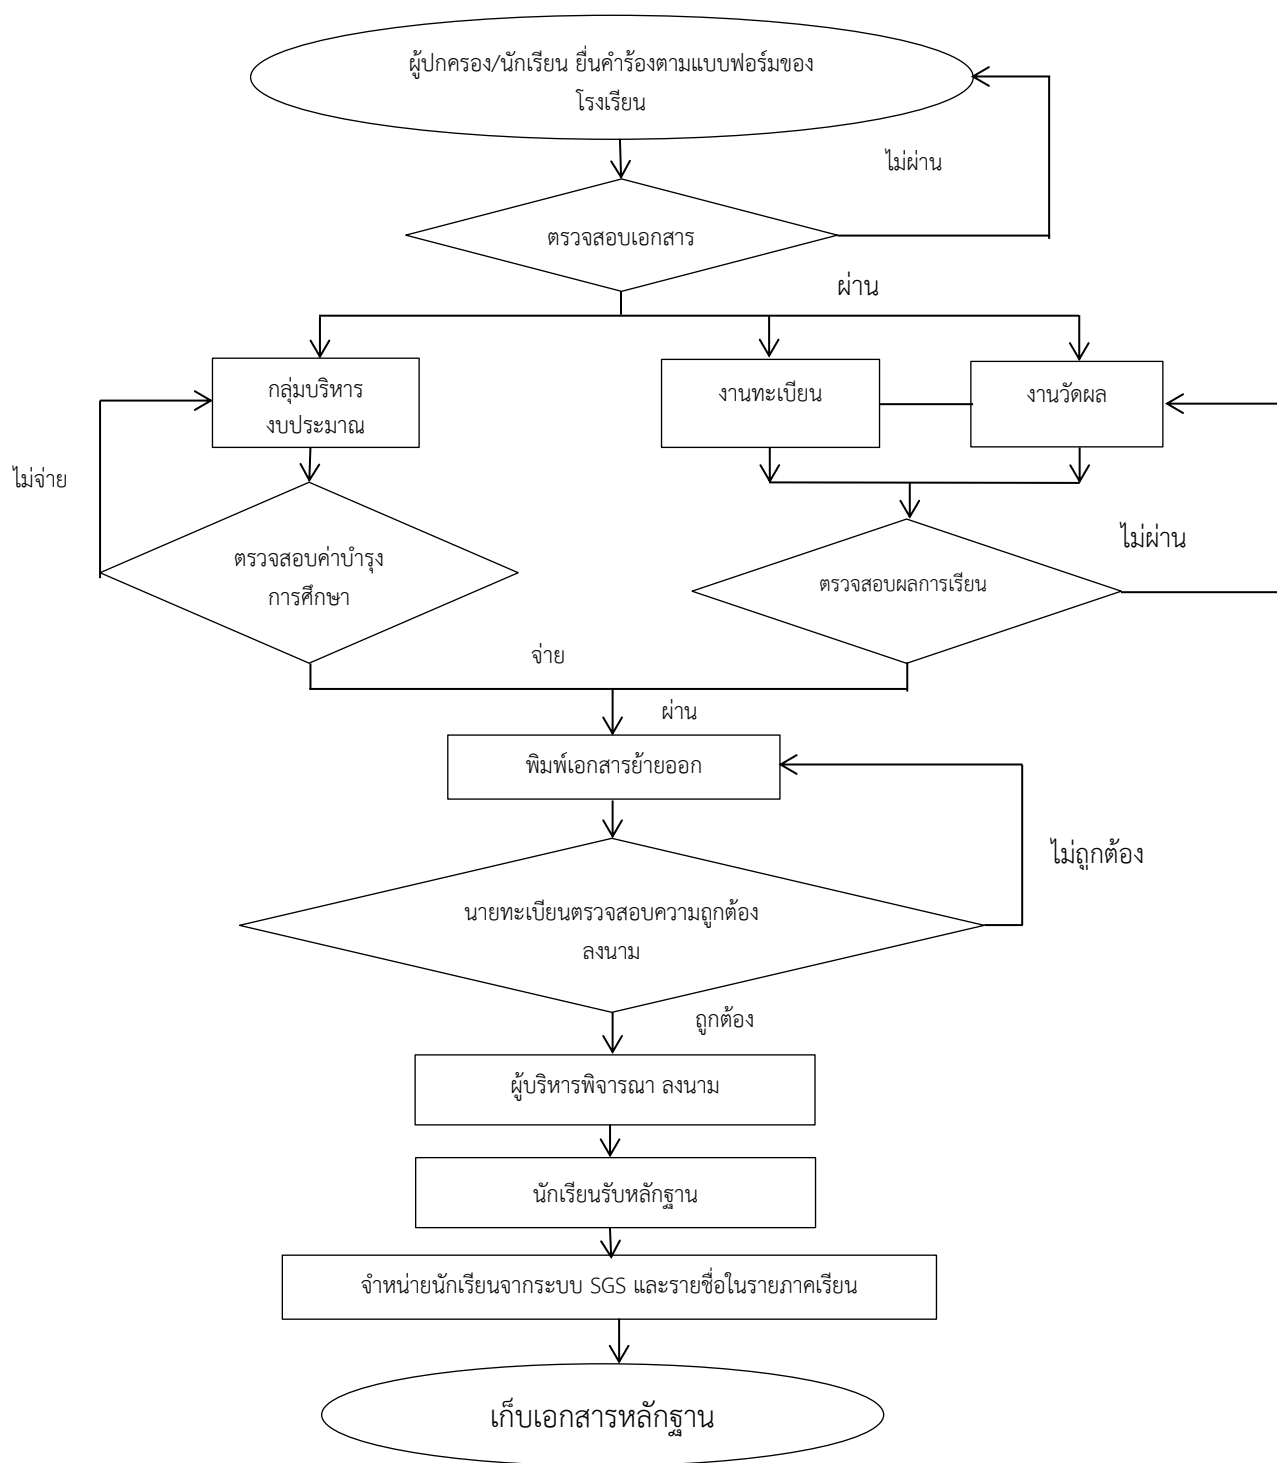 ผู้ปกครอง/นักเรียน ยื่นคำร้องตามแบบฟอร์มของ
โรงเรียน
ไม่ผ่าน
ตรวจสอบเอกสาร
ผ่าน
กลุ่มบริหาร
งบประมาณ
งานทะเบียน
งานวัดผล
ไม่จ่าย
ไม่ผ่าน
ตรวจสอบค่าบำรุง
การศึกษา
ตรวจสอบผลการเรียน
จ่าย
ผ่าน
พิมพ์เอกสารย้ายออก
ไม่ถูกต้อง
นายทะเบียนตรวจสอบความถูกต้อง
ลงนาม
ถูกต้อง
ผู้บริหารพิจารณา ลงนาม
นักเรียนรับหลักฐาน
จำหน่ายนักเรียนจากระบบ SGS และรายชื่อในรายภาคเรียน
เก็บเอกสารหลักฐาน